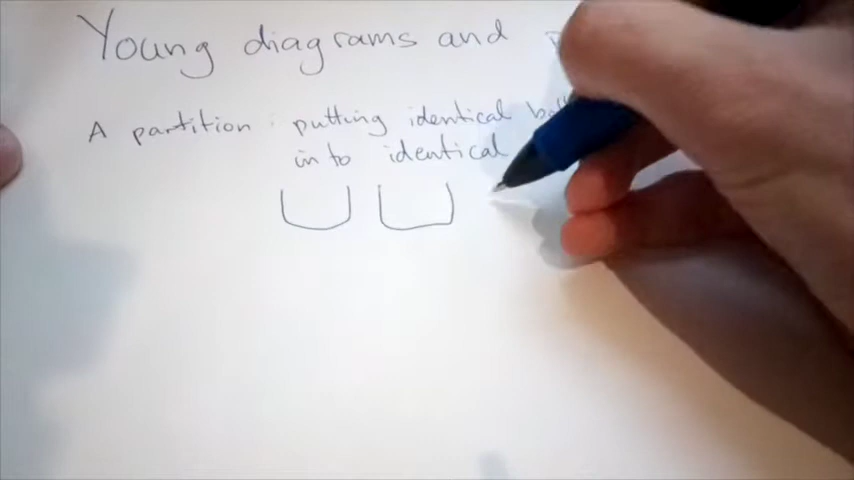 Young diagrams and
A partition : putting identical
in to identical